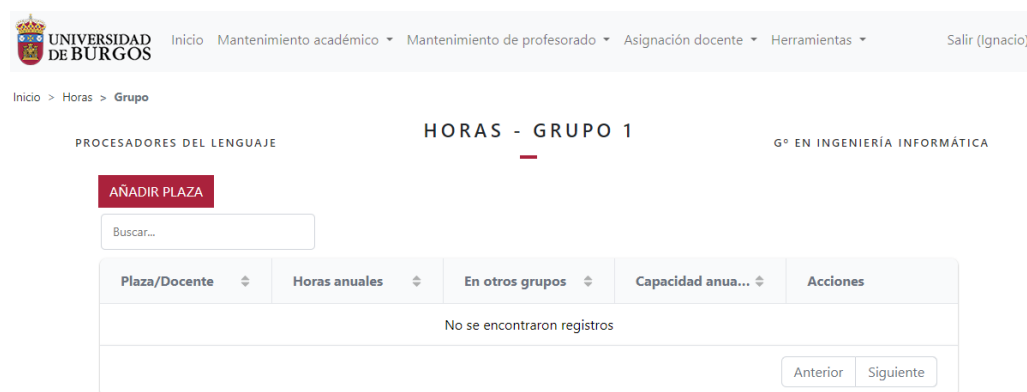 UNIVERSIDAD
DE BURGOS
Inicio Mantenimiento académico Mantenimiento de profesorado Asignación docente Herramientas Salir (Ignacio)
Inicio > Horas > Grupo
PROCESADORES DEL LENGUAJE HORAS - GRUPO 1 Gº EN INGENIERÍA INFORMÁTICA
AÑADIR PLAZA
Buscar...
Plaza/Docente Horas anuales En otros grupos Capacidad anua... Acciones
No se encontraron registros
Anterior Siguiente